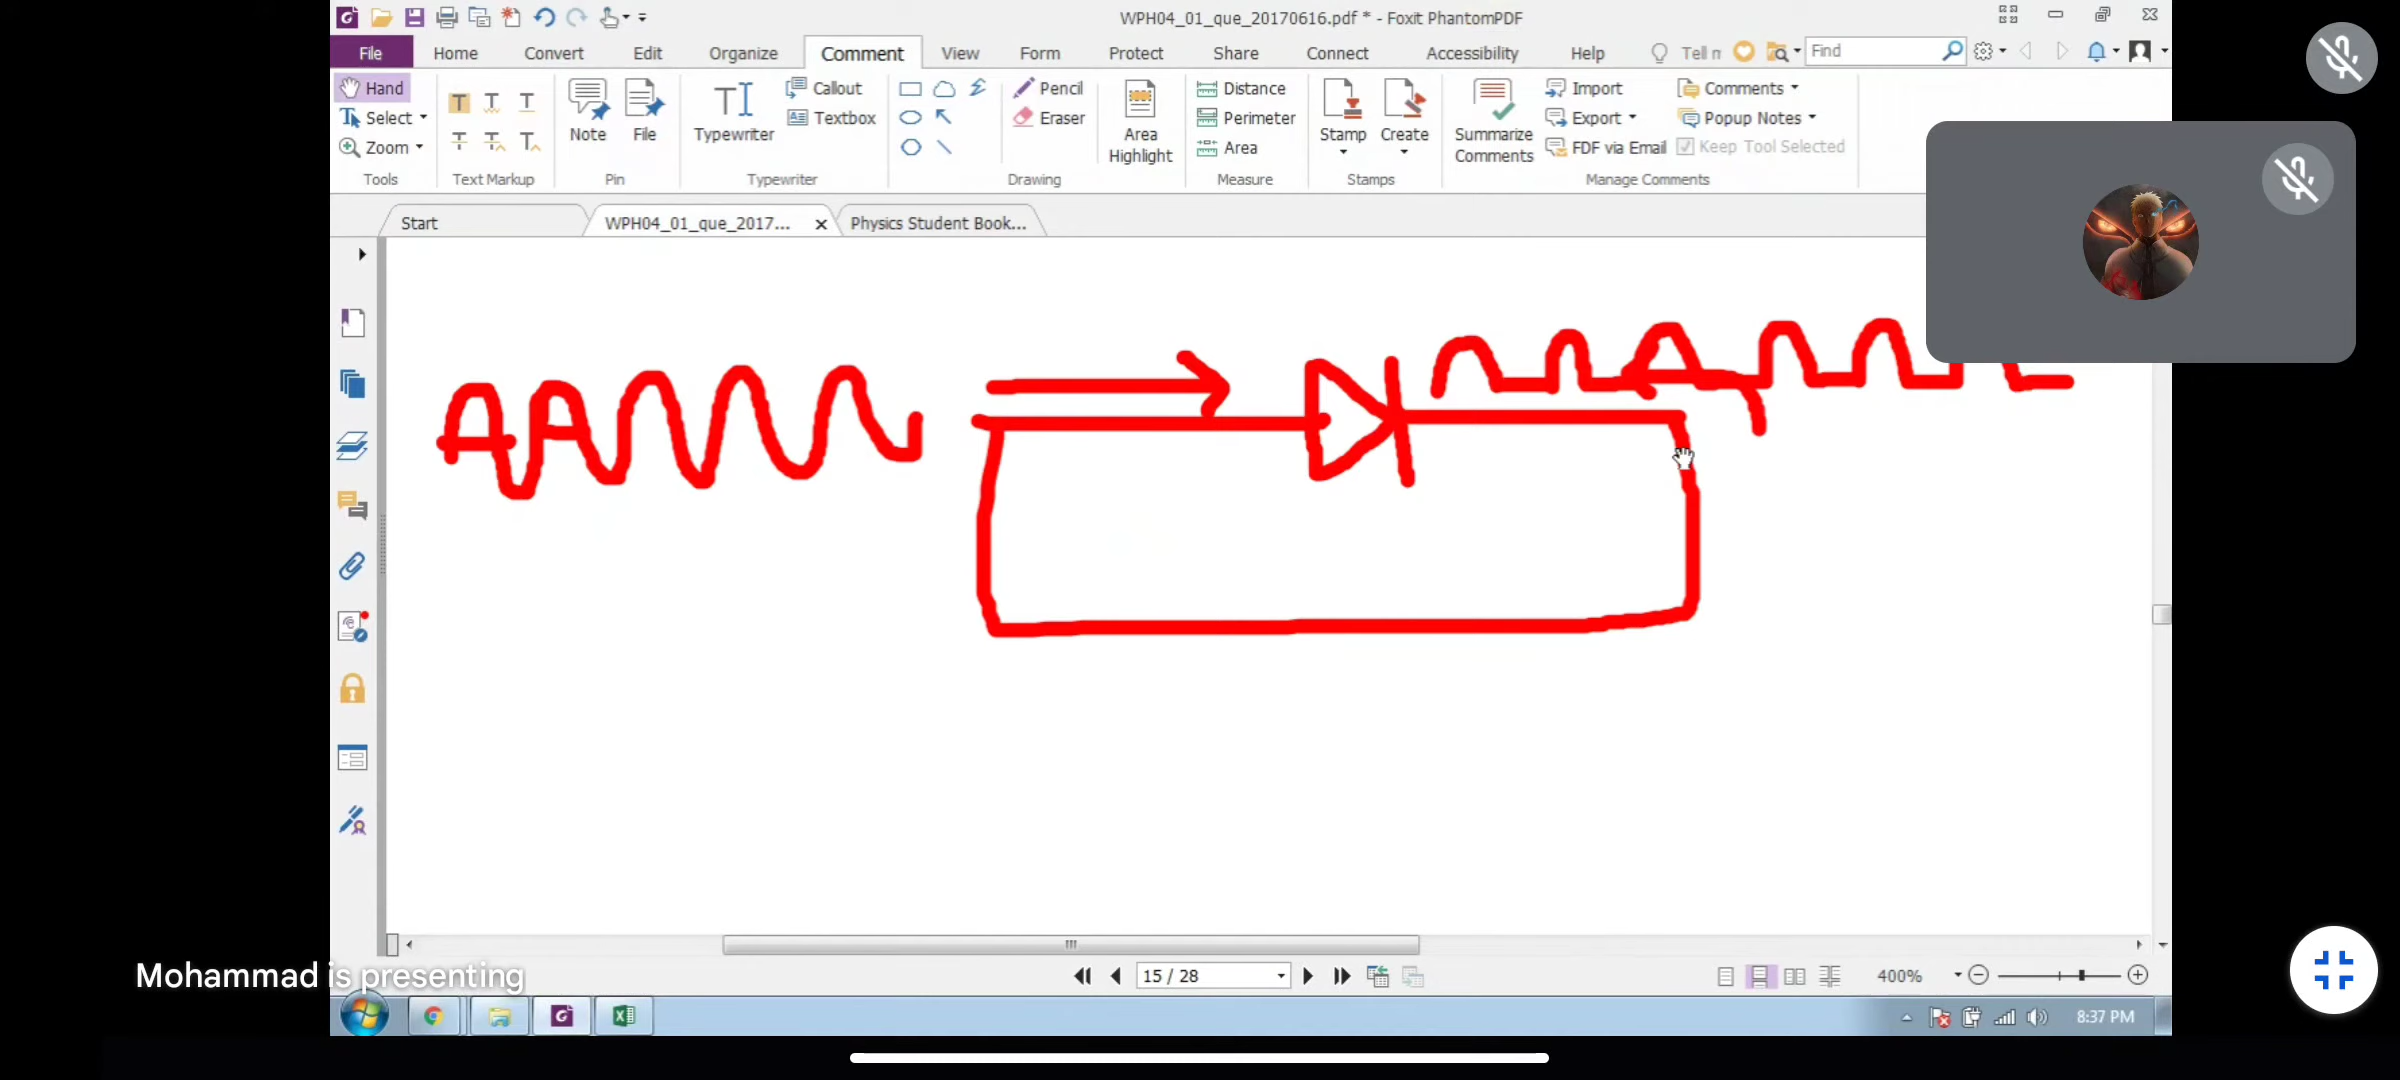 WPH04_01_que_20170616.pdf * - Foxit PhantomPDF
File Home Convert Edit Organize Comment View Form Protect Share Connect Accessibility Help Tell m Find
Hand
Select
Zoom
Tools
Text Markup
Note
File
Pin
Typewriter
Callout
Textbox
Typewriter
Pencil
Eraser
Drawing
Area Highlight
Distance
Perimeter
Area
Measure
Stamp
Create
Stamps
Summarize Comments
Import
Export
FDF via Email
Comments
Popup Notes
Keep Tool Selected
Manage Comments
Start WPH04_01_que_2017... x Physics Student Book...
Mohammad is presenting
15 / 28
400%
8:37 PM